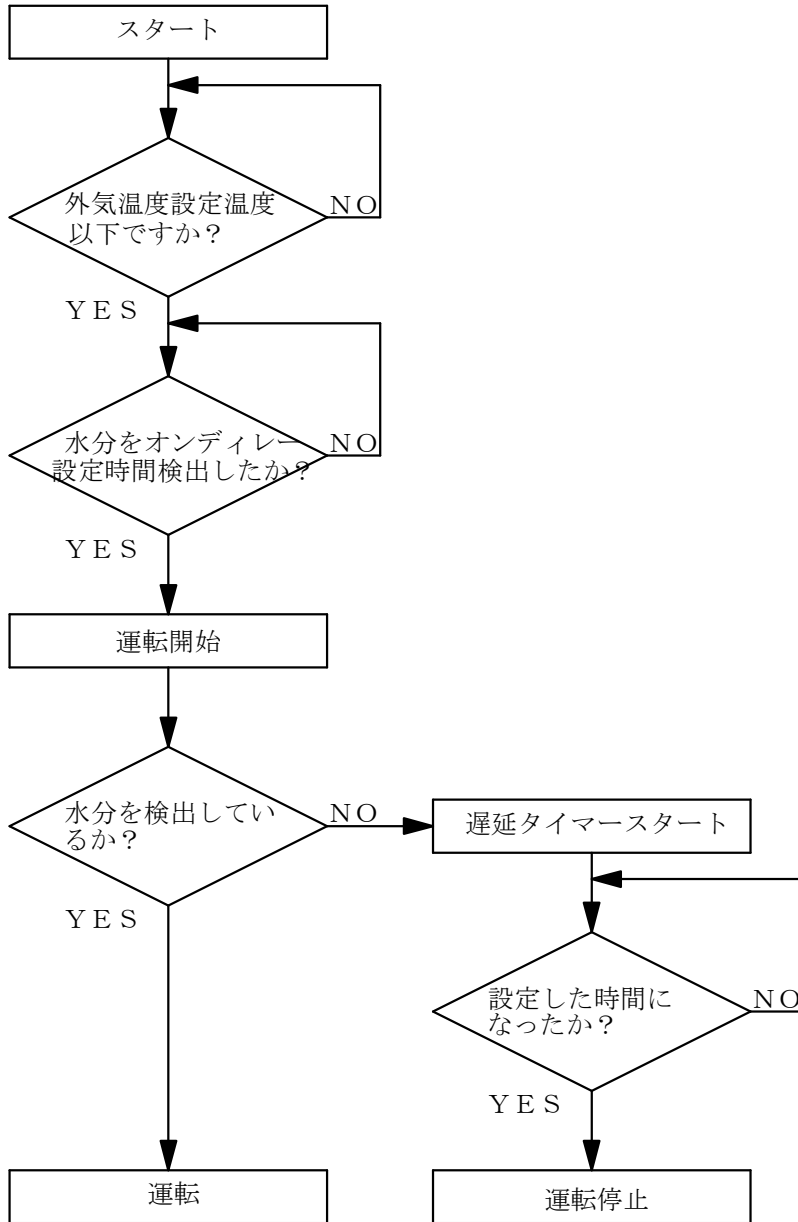 スタート
外気温度設定温度
以下ですか？
ＮＯ
ＹＥＳ
水分をオンディレー
設定時間検出したか？
ＮＯ
ＹＥＳ
運転開始
水分を検出してい
るか？
ＮＯ
ＹＥＳ
遅延タイマースタート
設定した時間に
なったか？
ＮＯ
ＹＥＳ
運転
運転停止